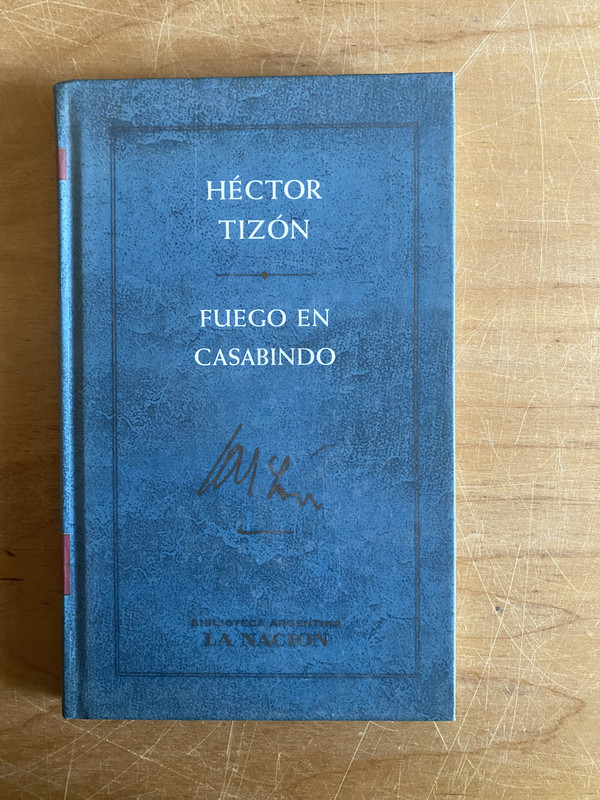 HÉCTOR
TIZÓN
FUEGO EN
CASABINDO
BIBLIOTECA ARGENTINA
LA NACION